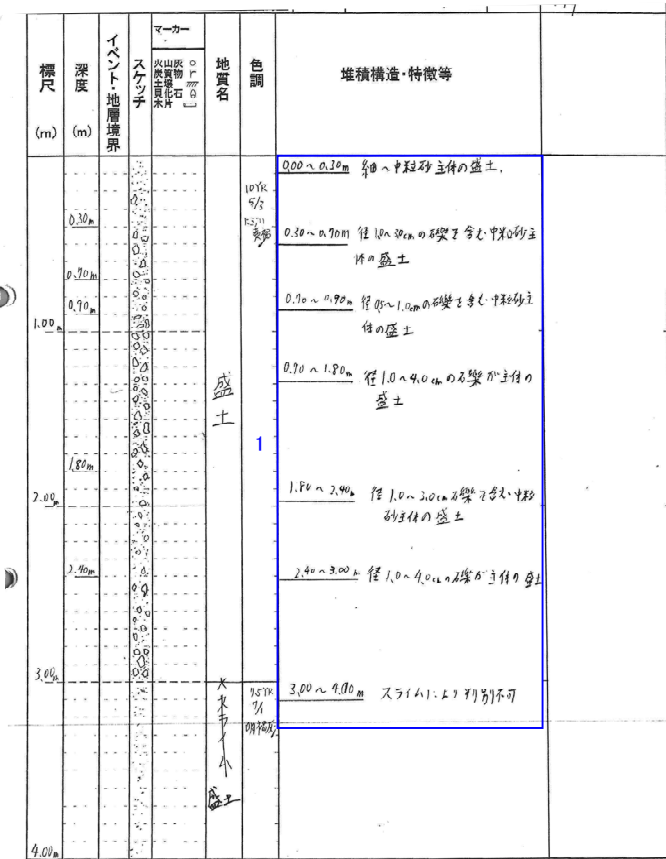 マーカー
標尺
(m)
深度
(m)
イベント・地層境界
スケッチ
火山灰
炭質物
土壌
貝化石
木片
地質名
色調
堆積構造・特徴等
0.00 ~ 0.30m 細~中粒砂主体の盛土.
10YR
5/3
にぶい
黄褐
0.30m
0.30 ~ 0.70m 径1.0~3.0cmの礫を含む中粒砂主
体の盛土
0.70m
0.70 ~ 0.90m 径0.5~1.0cmの礫を含む中粒砂主
体の盛土
0.90m
1.00m
0.90 ~ 1.80m 径1.0~4.0cmの礫が主体の
盛土
盛土
1
1.80m
1.80 ~ 2.40m 径1.0~3.0cm礫を含む中粒
砂主体の盛土
2.00m
2.40m
2.40 ~ 3.00m 径1.0~4.0cmの礫が主体の盛土
3.00m
3.00 ~ 4.00m スライムにより判別不可
7.5YR
7/1
明褐灰
スライム
盛土
4.00m